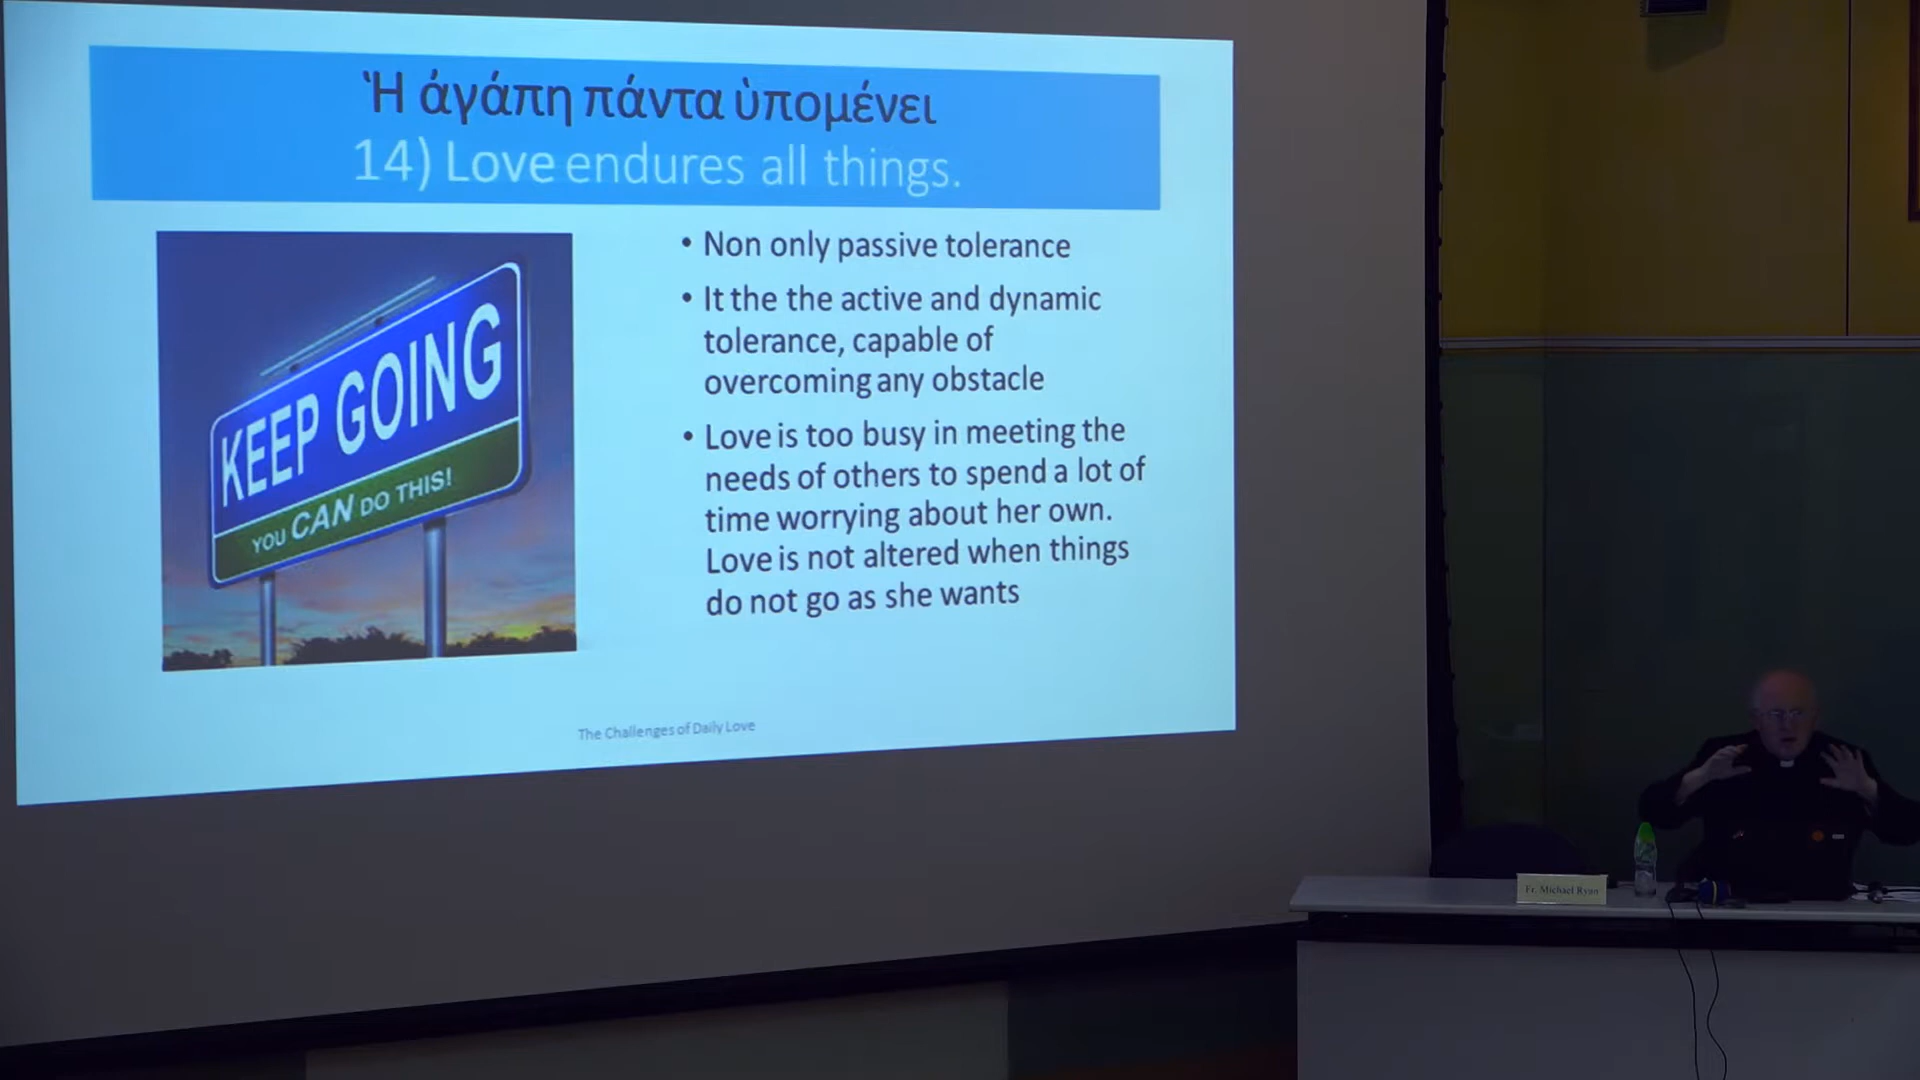 Ἡ ἀγάπη πάντα ὑπομένει
14) Love endures all things.
KEEP GOING
YOU CAN DO THIS!
• Non only passive tolerance
• It the the active and dynamic
tolerance, capable of
overcoming any obstacle
• Love is too busy in meeting the
needs of others to spend a lot of
time worrying about her own.
Love is not altered when things
do not go as she wants
The Challenges of Daily Love
Fr. Michael Ryan